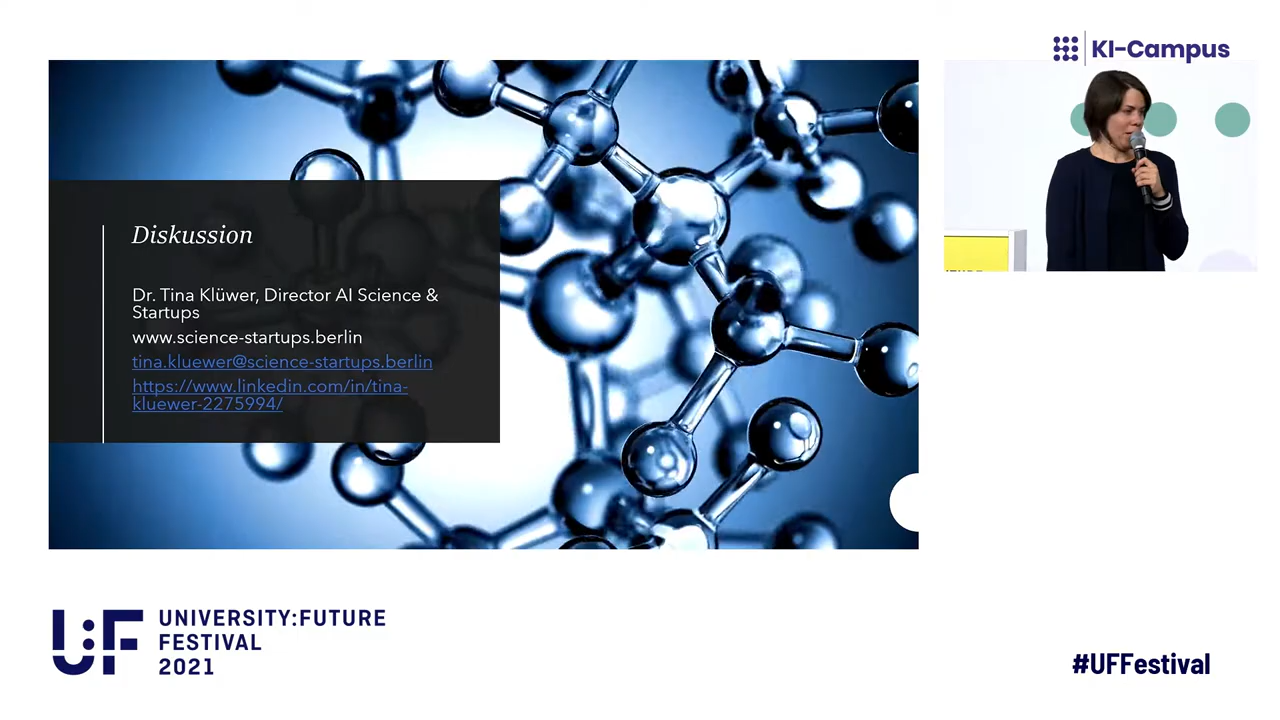 KI-Campus
Diskussion
Dr. Tina Klüwer, Director AI Science &
Startups
www.science-startups.berlin
tina.kluewer@science-startups.berlin
https://www.linkedin.com/in/tina-
kluewer-2275994/
U:F
UNIVERSITY:FUTURE
FESTIVAL
2021
#UFFestival